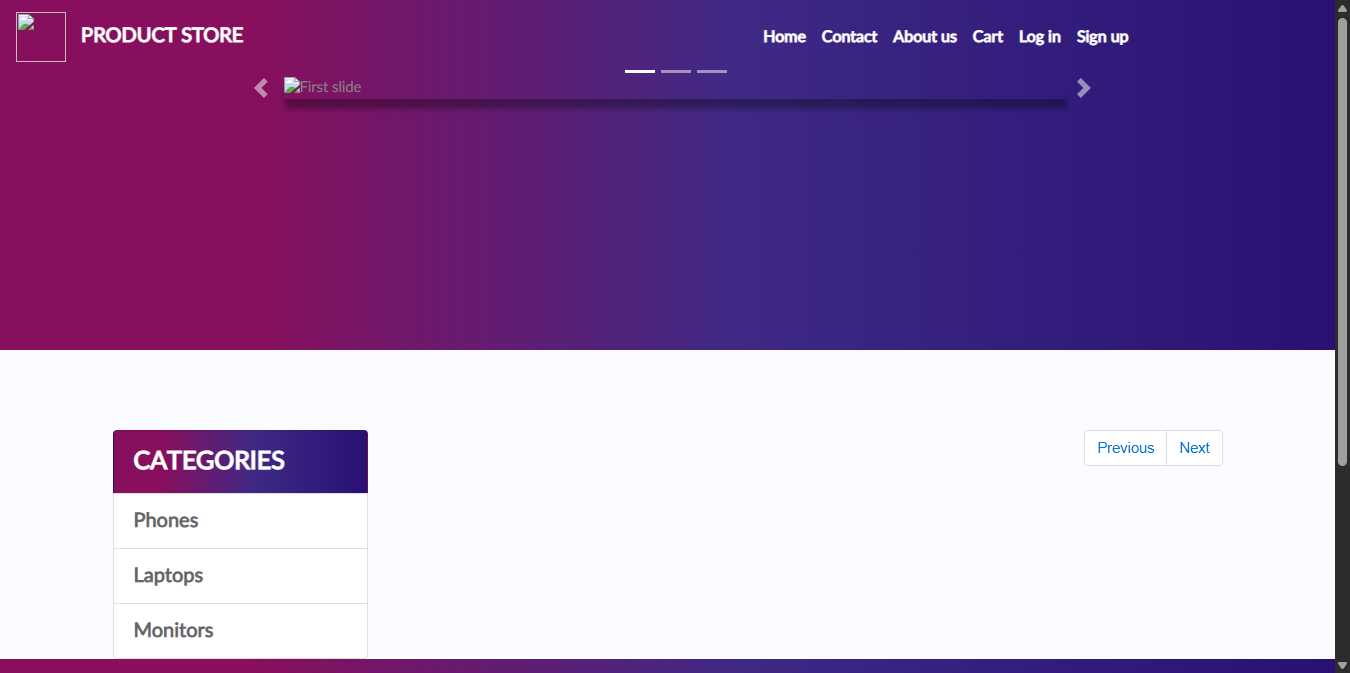 PRODUCT STORE
Home Contact About us Cart Log in Sign up
First slide
CATEGORIES
Phones
Laptops
Monitors
Previous Next